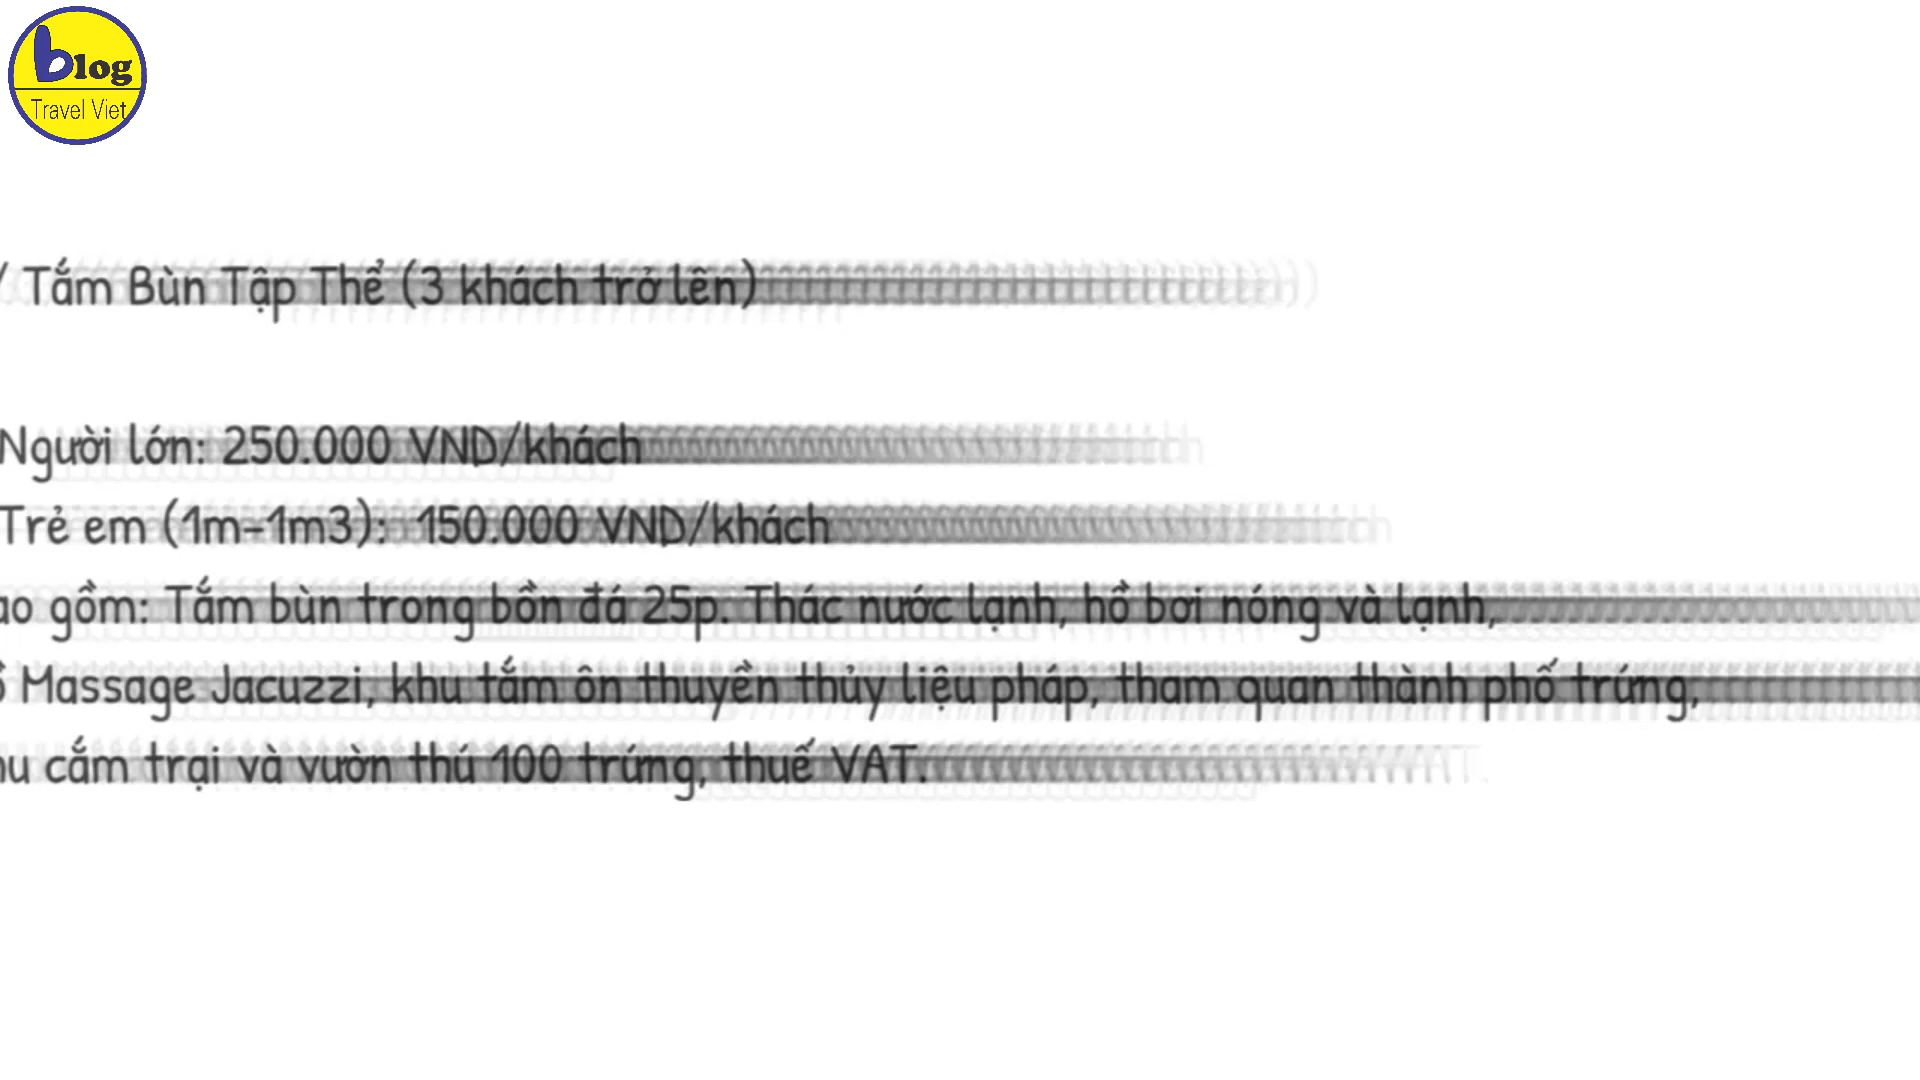 blog
Travel Viet
/ Tắm Bùn Tập Thể (3 khách trở lên)
Người lớn: 250.000 VND/khách
Trẻ em (1m-1m3): 150.000 VND/khách
ao gồm: Tắm bùn trong bồn đá 25p. Thác nước lạnh, hồ bơi nóng và lạnh,
Massage Jacuzzi, khu tắm ôn thuyền thủy liệu pháp, tham quan thành phố trứng,
hu cắm trại và vườn thú 100 trứng, thuế VAT.